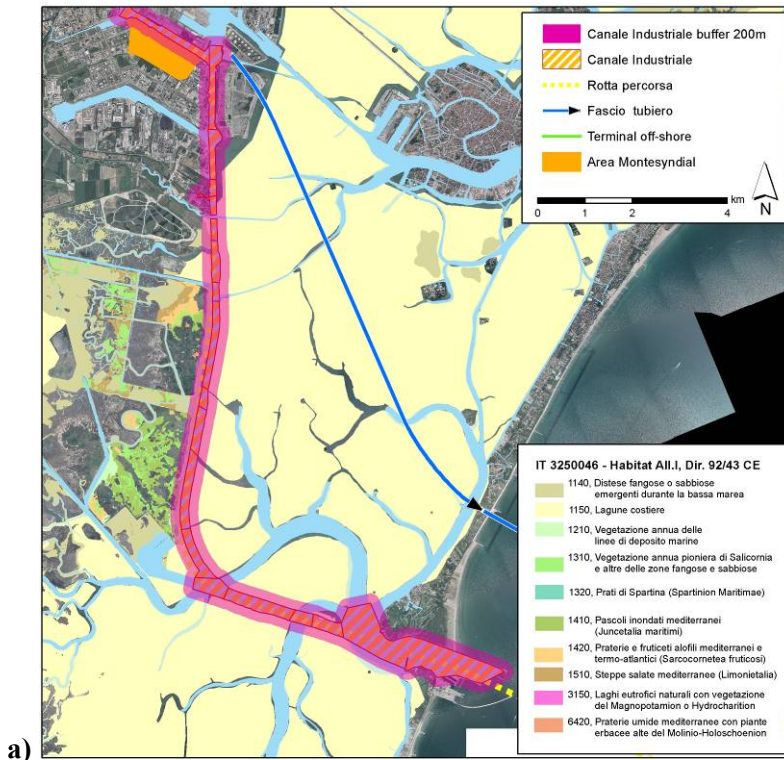 Canale Industriale buffer 200m
Canale Industriale
Rotta percorsa
Fascio tubiero
Terminal off-shore
Area Montesyndial
km
0 1 2 4
N
IT 3250046 - Habitat All.I, Dir. 92/43 CE
1140, Distese fangose o sabbiose
emergenti durante la bassa marea
1150, Lagune costiere
1210, Vegetazione annua delle
linee di deposito marine
1310, Vegetazione annua pioniera di Salicornia
e altre delle zone fangose e sabbiose
1320, Prati di Spartina (Spartinion Maritimae)
1410, Pascoli inondati mediterranei
(Juncetalia maritimi)
1420, Praterie e fruticeti alofili mediterranei e
termo-atlantici (Sarcocornetea fruticosi)
1510, Steppe salate mediterranee (Limonietalia)
3150, Laghi eutrofici naturali con vegetazione
del Magnopotamion o Hydrocharition
6420, Praterie umide mediterranee con piante
erbacee alte del Molinio-Holoschoenion
a)